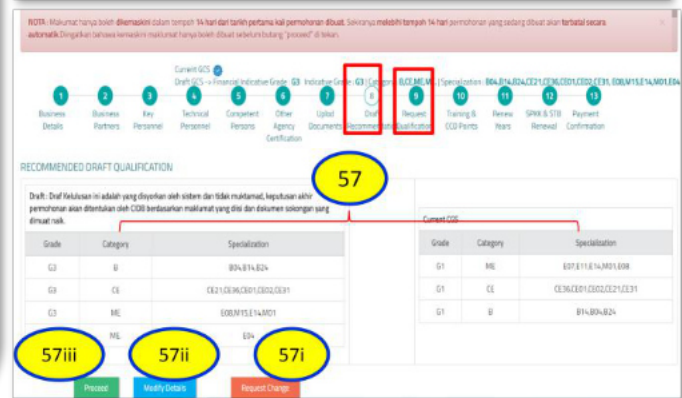 NOTA : Makumat hanya boleh dikemaskini dalam tempoh 14 hari dari tarikh pertama kali permohonan dibuat. Sekiranya melebihi tempoh 14 hari permohonan yang sedang dibuat akan terbatal secara
automatik. Diingatkan bahawa kemaskini maklumat hanya boleh dibuat sebelum butang "proceed" di tekan.
Current GCS
Draft GCS -> Financial Indicative Grade : G3 Indicative Grade : G3 | Category : B,CE,ME, | Specialization : B04,B14,B24,CE21,CE36,CE01,CE02,CE31, E08,M15,E14,M01,E04
1 2 3 4 5 6 7 8 9 10 11 12 13
Business Details
Business Partners
Key Personnel
Technical Personnel
Competent Persons
Other Agency Certification
Upload Documents
Draft Recommendation
Request Qualification
Training & CCD Points
Renew Years
SPKK & STB Renewal
Payment Confirmation
RECOMMENDED DRAFT QUALIFICATION
57
Draft : Draf Kelulusan ini adalah yang disyorkan oleh sistem dan tidak muktamad, keputusan akhir
permohonan akan ditentukan oleh CIDB berdasarkan maklumat yang diisi dan dokumen sokongan yang
dimuat naik.
Current CGS
Grade Category Specialization
G3 B B04,B14,B24
G3 CE CE21,CE36,CE01,CE02,CE31
G3 ME E08,M15,E14,M01
ME E04
Grade Category Specialization
G1 ME E07,E11,E14,M01,E08
G1 CE CE36,CE01,CE02,CE21,CE31
G1 B B14,B04,B24
57iii 57ii 57i
Proceed Modify Details Request Change